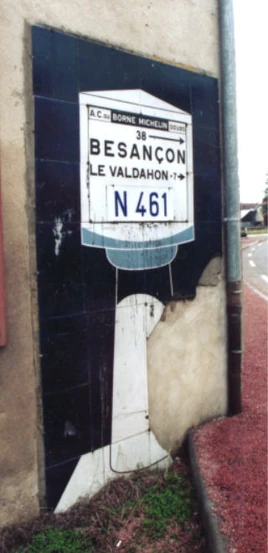 A.C. du BORNE MICHELIN DOUBS
38
BESANÇON
LE VALDAHON -7
N 461